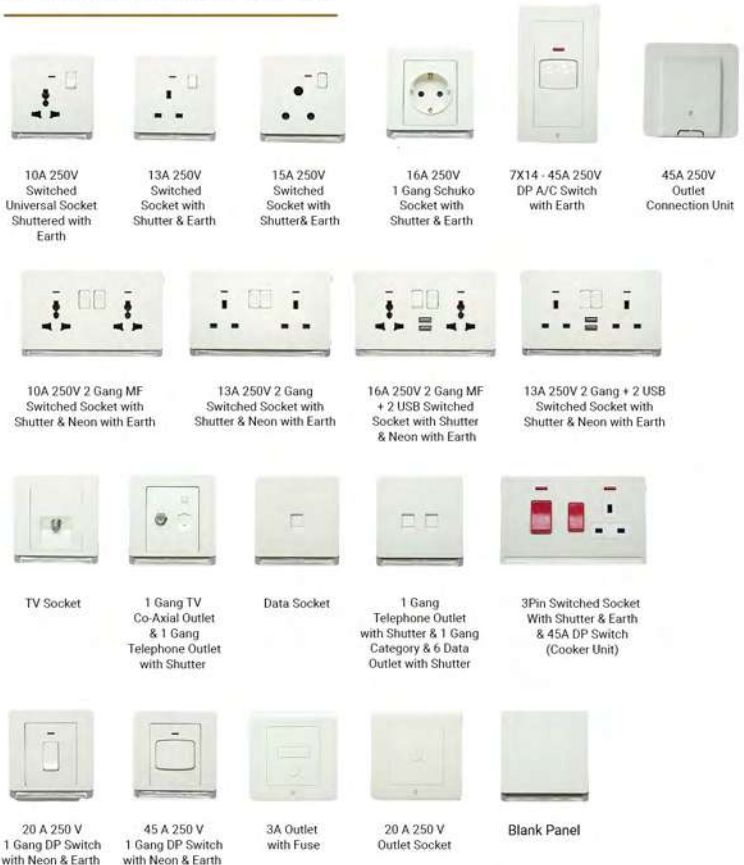 10A 250V
Switched
Universal Socket
Shuttered with
Earth
13A 250V
Switched
Socket with
Shutter & Earth
15A 250V
Switched
Socket with
Shutter& Earth
16A 250V
1 Gang Schuko
Socket with
Shutter & Earth
7X14 - 45A 250V
DP A/C Switch
with Earth
45A 250V
Outlet
Connection Unit
10A 250V 2 Gang MF
Switched Socket with
Shutter & Neon with Earth
13A 250V 2 Gang
Switched Socket with
Shutter & Neon with Earth
16A 250V 2 Gang MF
+ 2 USB Switched
Socket with Shutter
& Neon with Earth
13A 250V 2 Gang + 2 USB
Switched Socket with
Shutter & Neon with Earth
TV Socket
1 Gang TV
Co-Axial Outlet
& 1 Gang
Telephone Outlet
with Shutter
Data Socket
1 Gang
Telephone Outlet
with Shutter & 1 Gang
Category & 6 Data
Outlet with Shutter
3Pin Switched Socket
With Shutter & Earth
& 45A DP Switch
(Cooker Unit)
20 A 250 V
1 Gang DP Switch
with Neon & Earth
45 A 250 V
1 Gang DP Switch
with Neon & Earth
3A Outlet
with Fuse
20 A 250 V
Outlet Socket
Blank Panel